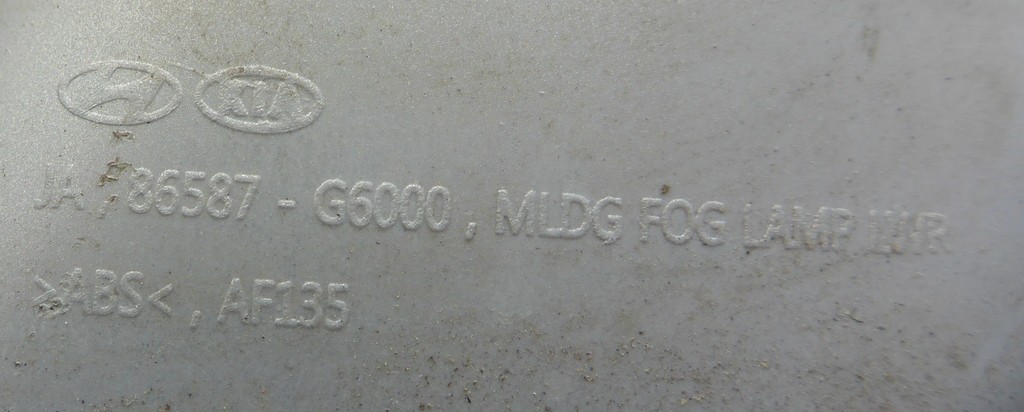 KIA
JA, 86587 - G6000, MLDG FOG LAMP
>ABS<, AF135